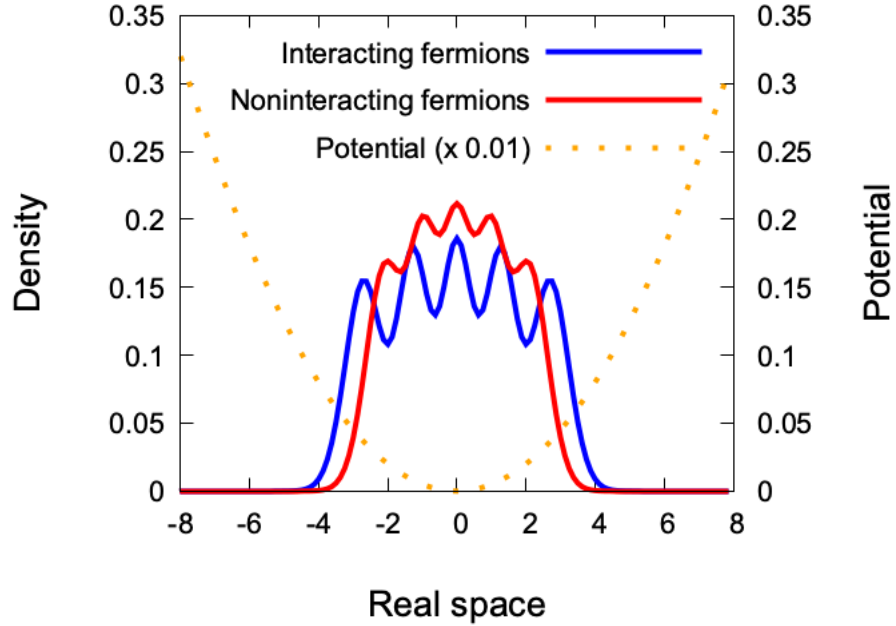 0.35 0.35
Interacting fermions
0.3 0.3
Noninteracting fermions
0.25 Potential (x 0.01) 0.25
Density 0.2 0.2 Potential
0.15 0.15
0.1 0.1
0.05 0.05
0 0
-8 -6 -4 -2 0 2 4 6 8
Real space